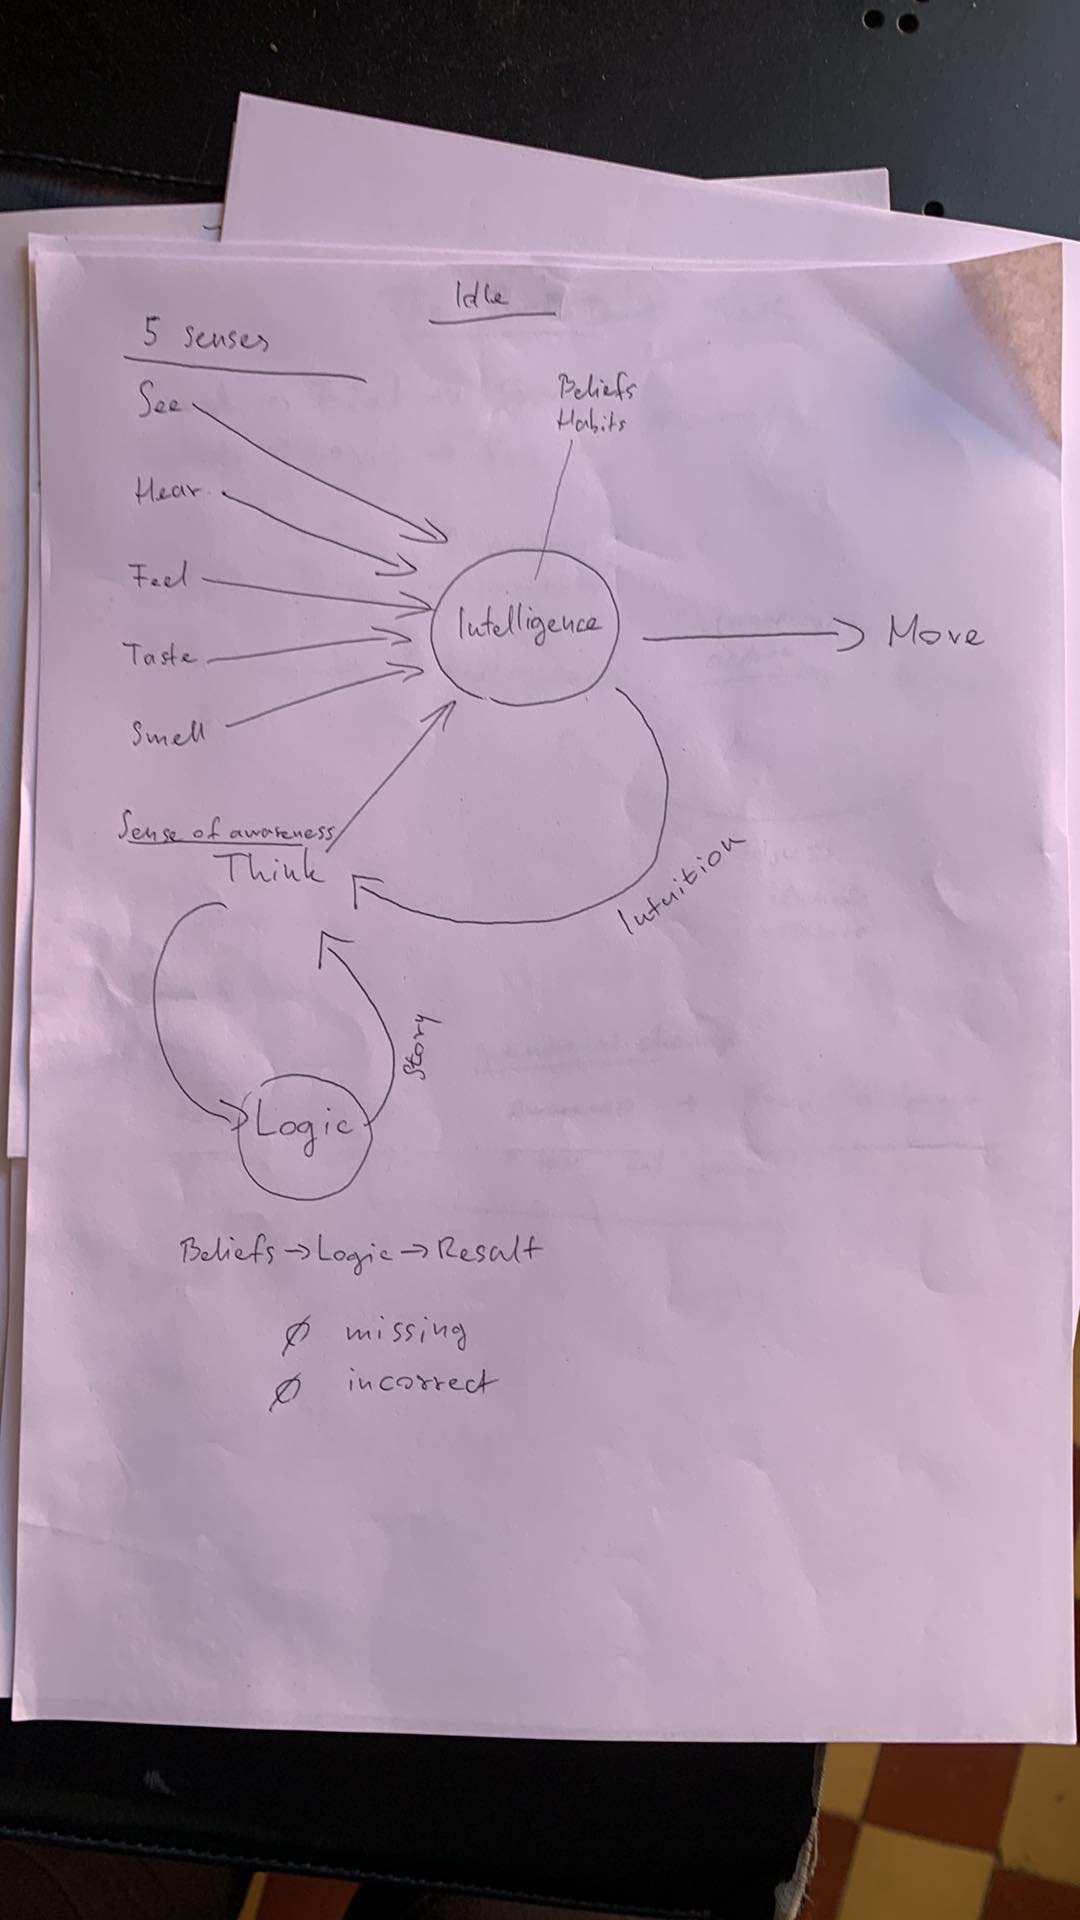 Idle
5 senses
Beliefs
Habits
See
Hear
Feel
Intelligence
Move
Taste
Smell
Sense of awareness
Think
Intuition
Story
Logic
Beliefs → Logic → Result
Ø missing
Ø incorrect